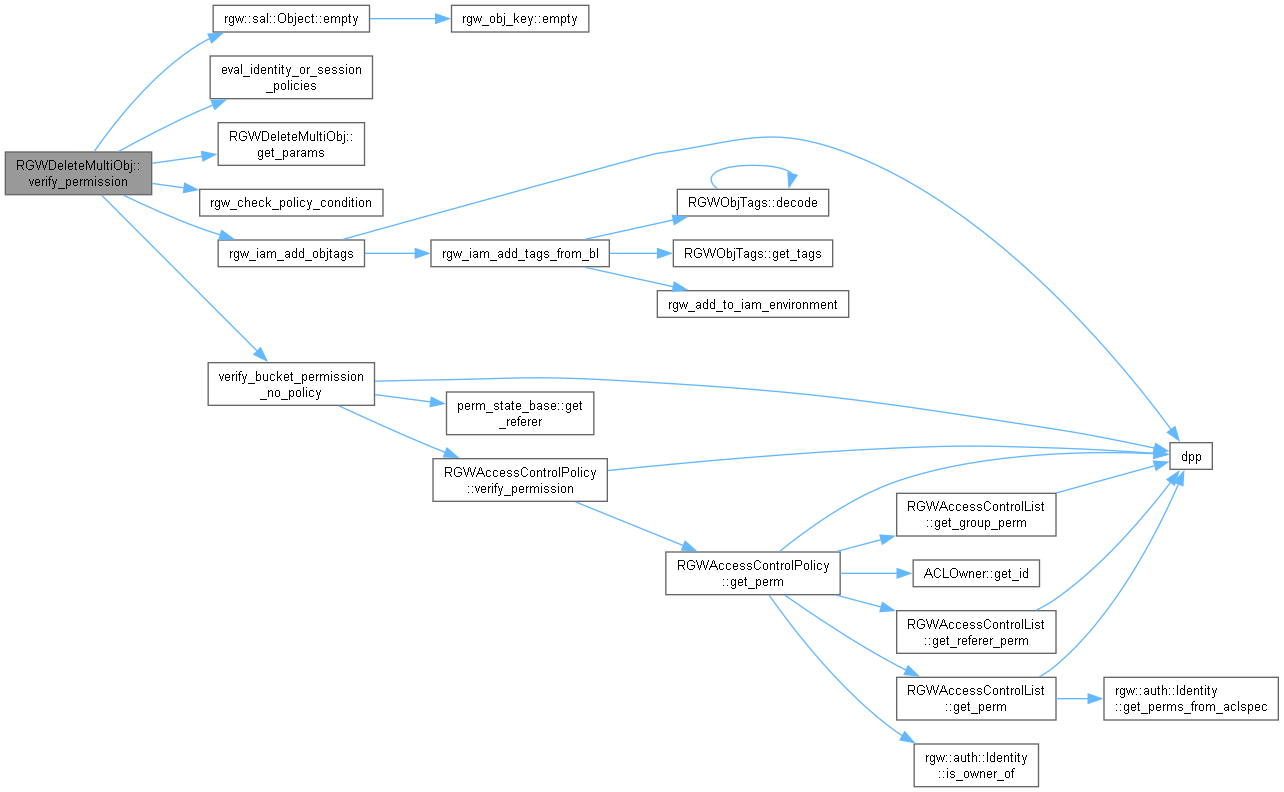 rgw::sal::Object::empty
rgw_obj_key::empty
eval_identity_or_session
_policies
RGWDeleteMultiObj::
get_params
RGWDeleteMultiObj::
verify_permission
rgw_check_policy_condition
RGWObjTags::decode
rgw_iam_add_objtags
rgw_iam_add_tags_from_bl
RGWObjTags::get_tags
rgw_add_to_iam_environment
verify_bucket_permission
_no_policy
perm_state_base::get
_referer
RGWAccessControlPolicy
::verify_permission
dpp
RGWAccessControlList
::get_group_perm
RGWAccessControlPolicy
::get_perm
ACLOwner::get_id
RGWAccessControlList
::get_referer_perm
RGWAccessControlList
::get_perm
rgw::auth::Identity
::get_perms_from_aclspec
rgw::auth::Identity
::is_owner_of